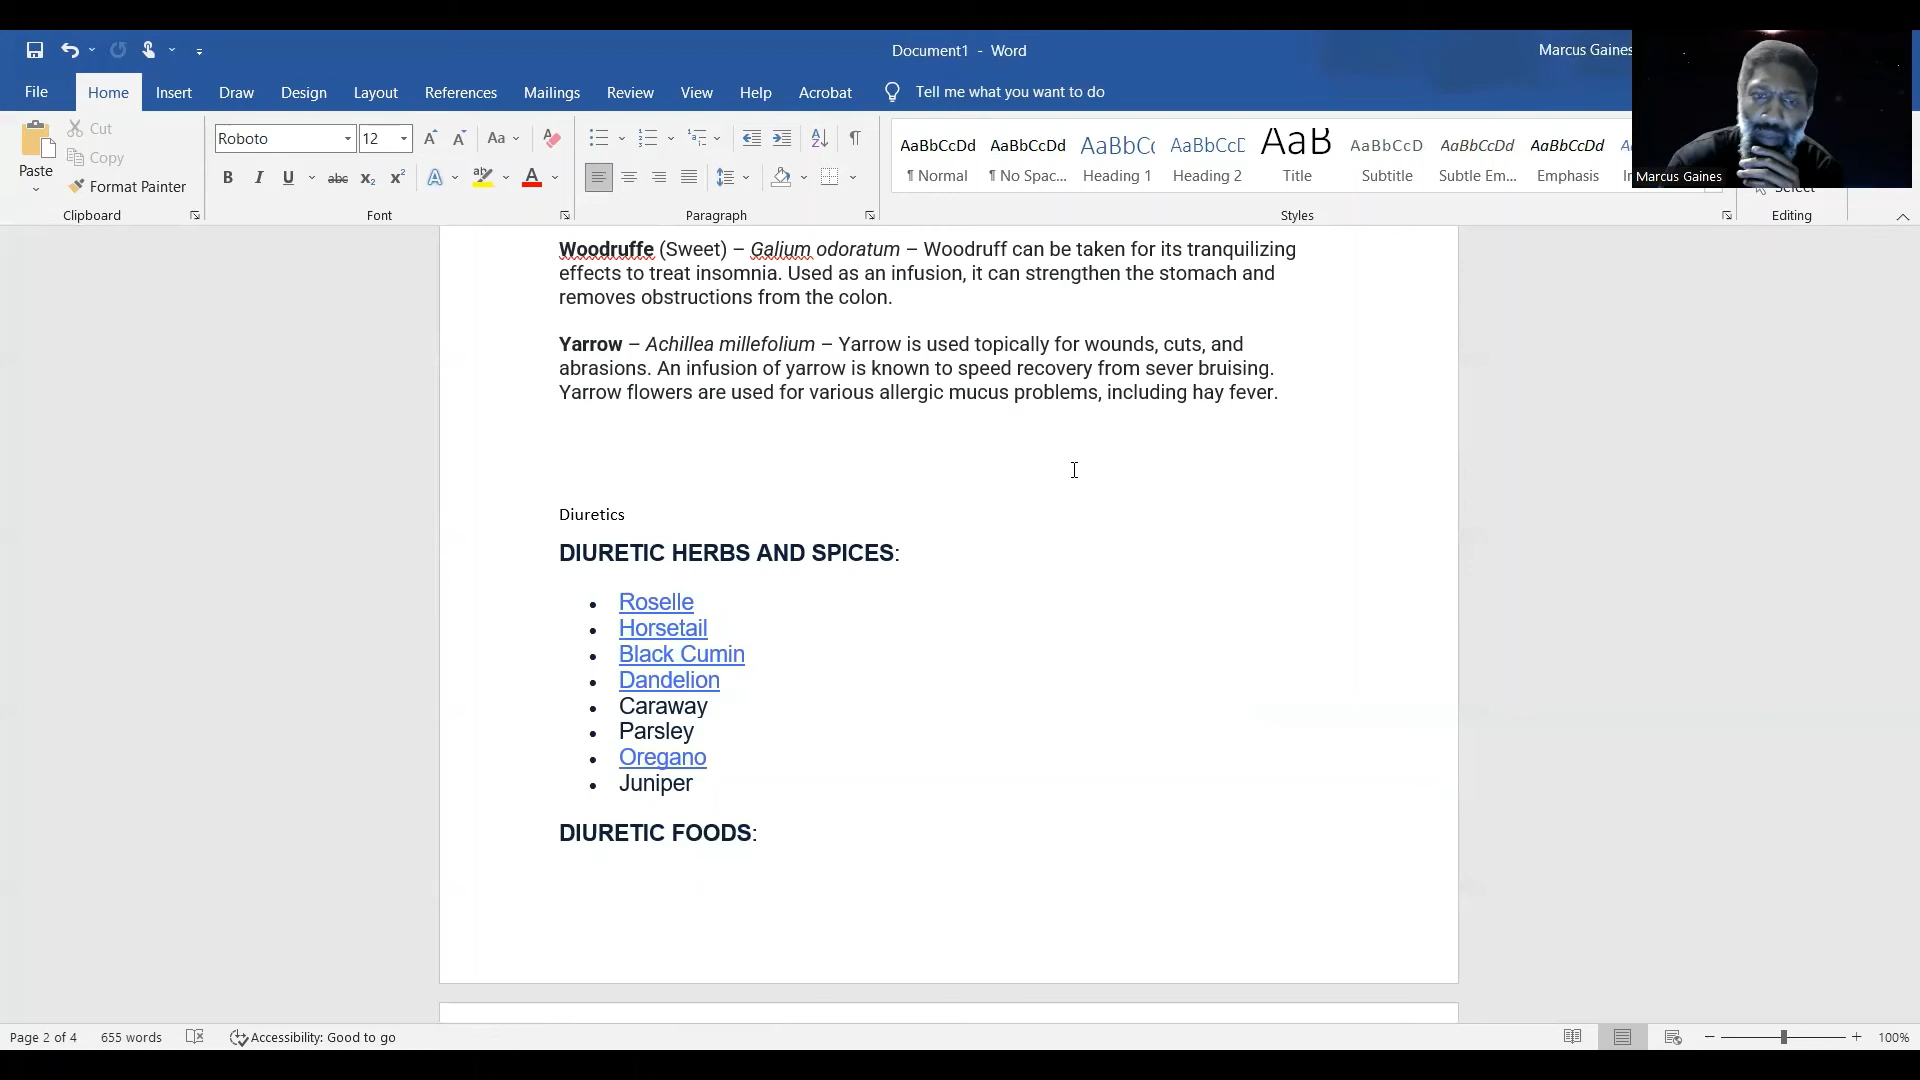 Document1 - Word
Marcus Gaines
File
Home
Insert
Draw
Design
Layout
References
Mailings
Review
View
Help
Acrobat
Tell me what you want to do
Paste
Cut
Copy
Format Painter
Clipboard
Roboto
12
Aa
Font
Paragraph
AaBbCcDd
¶ Normal
AaBbCcDd
¶ No Spac...
AaBbCc
Heading 1
AaBbCcD
Heading 2
AaB
Title
AaBbCcD
Subtitle
AaBbCcDd
Subtle Em...
AaBbCcDd
Emphasis
Styles
Select
Editing
Marcus Gaines
Woodruffe (Sweet) – Galium odoratum – Woodruff can be taken for its tranquilizing
effects to treat insomnia. Used as an infusion, it can strengthen the stomach and
removes obstructions from the colon.
Yarrow – Achillea millefolium – Yarrow is used topically for wounds, cuts, and
abrasions. An infusion of yarrow is known to speed recovery from sever bruising.
Yarrow flowers are used for various allergic mucus problems, including hay fever.
Diuretics
DIURETIC HERBS AND SPICES:
• Roselle
• Horsetail
• Black Cumin
• Dandelion
• Caraway
• Parsley
• Oregano
• Juniper
DIURETIC FOODS:
Page 2 of 4
655 words
Accessibility: Good to go
100%